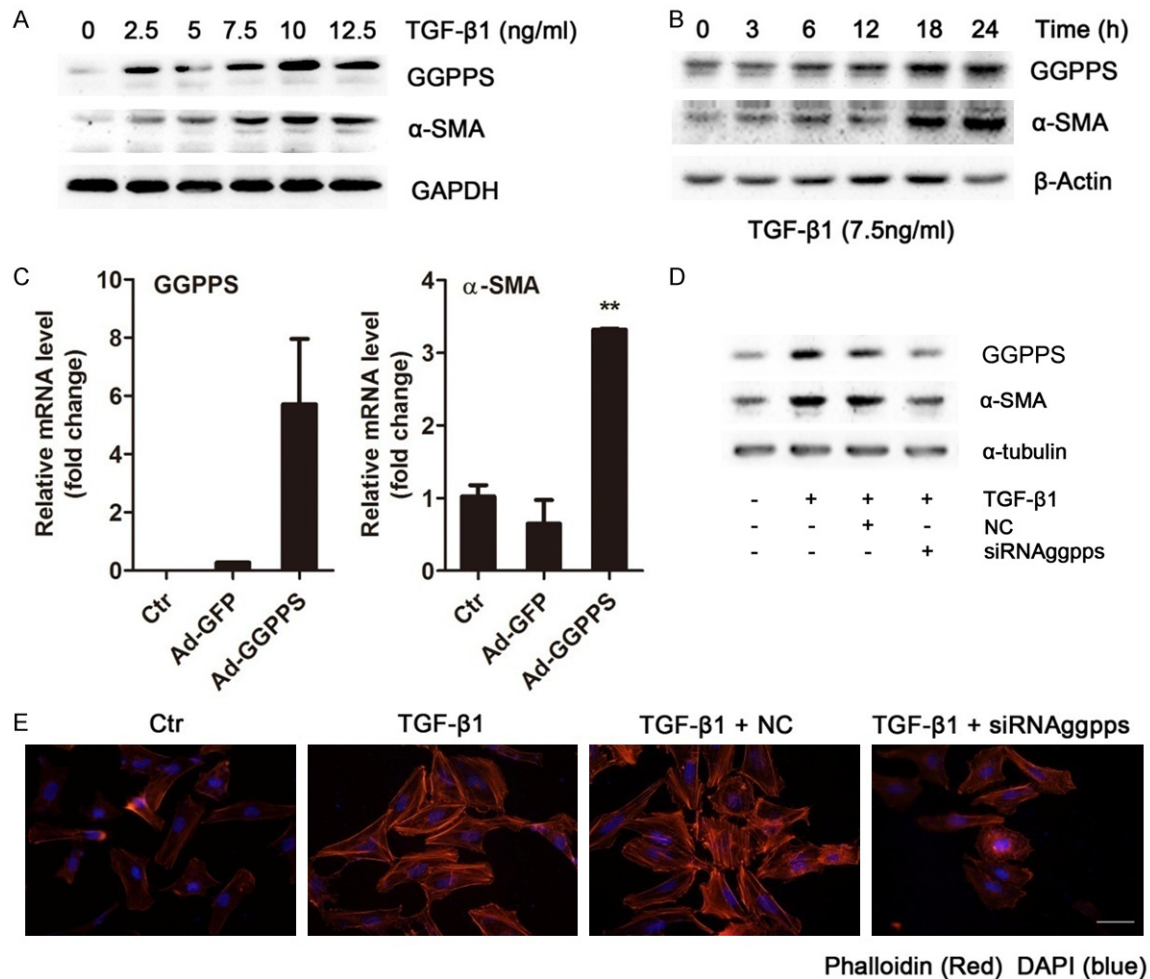 A
0 2.5 5 7.5 10 12.5 TGF-β1 (ng/ml)
GGPPS
α-SMA
GAPDH
B
0 3 6 12 18 24 Time (h)
GGPPS
α-SMA
β-Actin
TGF-β1 (7.5ng/ml)
C
Relative mRNA level
(fold change)
GGPPS
10
8
6
4
2
0
Ctr
Ad-GFP
Ad-GGPPS
Relative mRNA level
(fold change)
α-SMA
**
4
3
2
1
0
Ctr
Ad-GFP
Ad-GGPPS
D
GGPPS
α-SMA
α-tubulin
- + + + TGF-β1
- - + - NC
- - - + siRNAggpps
E
Ctr TGF-β1 TGF-β1 + NC TGF-β1 + siRNAggpps
Phalloidin (Red) DAPI (blue)